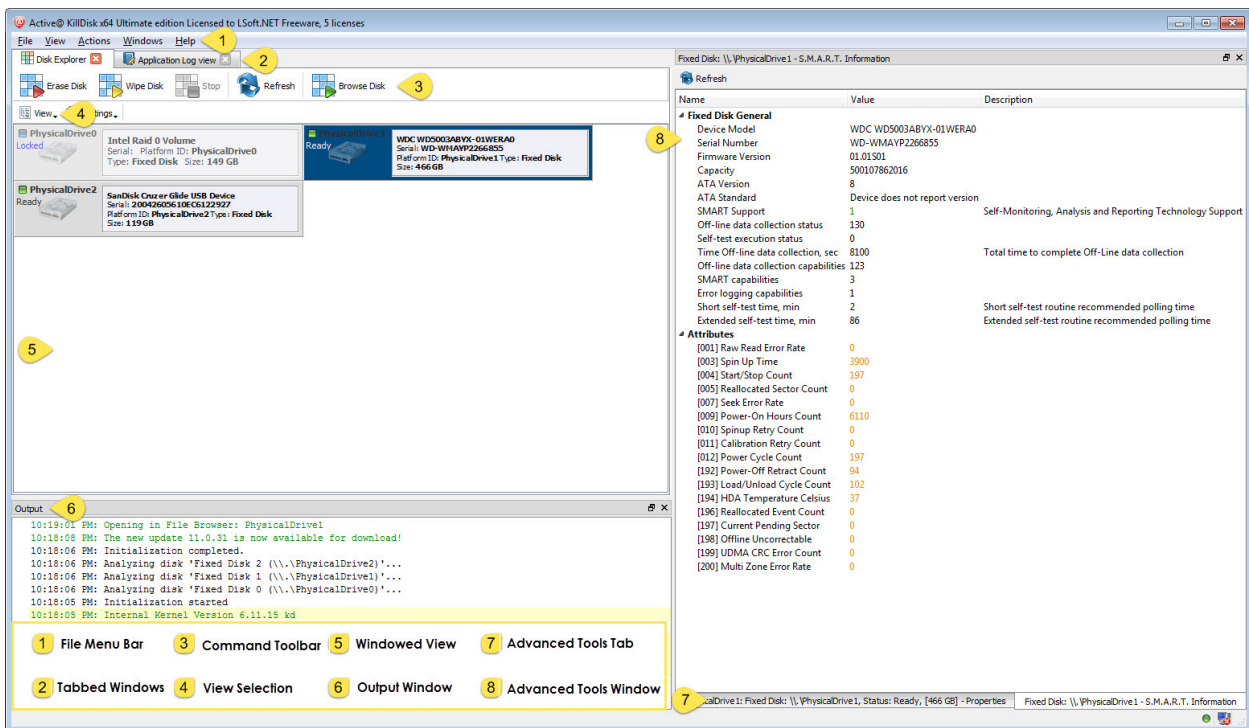 Active@ KillDisk x64 Ultimate edition Licensed to LSoft.NET Freeware, 5 licenses
File View Actions Windows Help 1
Disk Explorer Application Log view 2
Erase Disk Wipe Disk Stop Refresh Browse Disk 3
View 4
PhysicalDrive0
Locked
Intel Raid 0 Volume
Serial: Platform ID: PhysicalDrive0
Type: Fixed Disk Size: 149 GB
PhysicalDrive1
Ready
WDC WD5003ABYX-01WERA0
Serial: WD-WMAYP2266855
Platform ID: PhysicalDrive1 Type: Fixed Disk
Size: 466 GB
PhysicalDrive2
Ready
SanDisk Cruzer Glide USB Device
Serial: 20042605610EC6122927
Platform ID: PhysicalDrive2 Type: Fixed Disk
Size: 119 GB
5
Output 6
10:19:01 PM: Opening in File Browser: PhysicalDrive1
10:18:08 PM: The new update 11.0.31 is now available for download!
10:18:06 PM: Initialization completed.
10:18:06 PM: Analyzing disk 'Fixed Disk 2 (\\.\PhysicalDrive2)'...
10:18:06 PM: Analyzing disk 'Fixed Disk 1 (\\.\PhysicalDrive1)'...
10:18:06 PM: Analyzing disk 'Fixed Disk 0 (\\.\PhysicalDrive0)'...
10:18:05 PM: Initialization started
10:18:05 PM: Internal Kernel Version 6.11.15 kd
1 File Menu Bar 3 Command Toolbar 5 Windowed View 7 Advanced Tools Tab
2 Tabbed Windows 4 View Selection 6 Output Window 8 Advanced Tools Window
Fixed Disk: \\.\PhysicalDrive1 - S.M.A.R.T. Information
Refresh
Name Value Description
Fixed Disk General
8
Device Model WDC WD5003ABYX-01WERA0
Serial Number WD-WMAYP2266855
Firmware Version 01.01S01
Capacity 500107862016
ATA Version 8
ATA Standard Device does not report version
SMART Support 1 Self-Monitoring, Analysis and Reporting Technology Support
Off-line data collection status 130
Self-test execution status 0
Time Off-line data collection, sec 8100 Total time to complete Off-Line data collection
Off-line data collection capabilities 123
SMART capabilities 3
Error logging capabilities 1
Short self-test time, min 2 Short self-test routine recommended polling time
Extended self-test time, min 86 Extended self-test routine recommended polling time
Attributes
[001] Raw Read Error Rate 0
[003] Spin Up Time 3900
[004] Start/Stop Count 197
[005] Reallocated Sector Count 0
[007] Seek Error Rate 0
[009] Power-On Hours Count 6110
[010] Spinup Retry Count 0
[011] Calibration Retry Count 0
[012] Power Cycle Count 197
[192] Power-Off Retract Count 94
[193] Load/Unload Cycle Count 102
[194] HDA Temperature Celsius 37
[196] Reallocated Event Count 0
[197] Current Pending Sector 0
[198] Offline Uncorrectable 0
[199] UDMA CRC Error Count 0
[200] Multi Zone Error Rate 0
7 Fixed Disk: \\.\PhysicalDrive1, Status: Ready, [466 GB] - Properties Fixed Disk: \\.\PhysicalDrive1 - S.M.A.R.T. Information